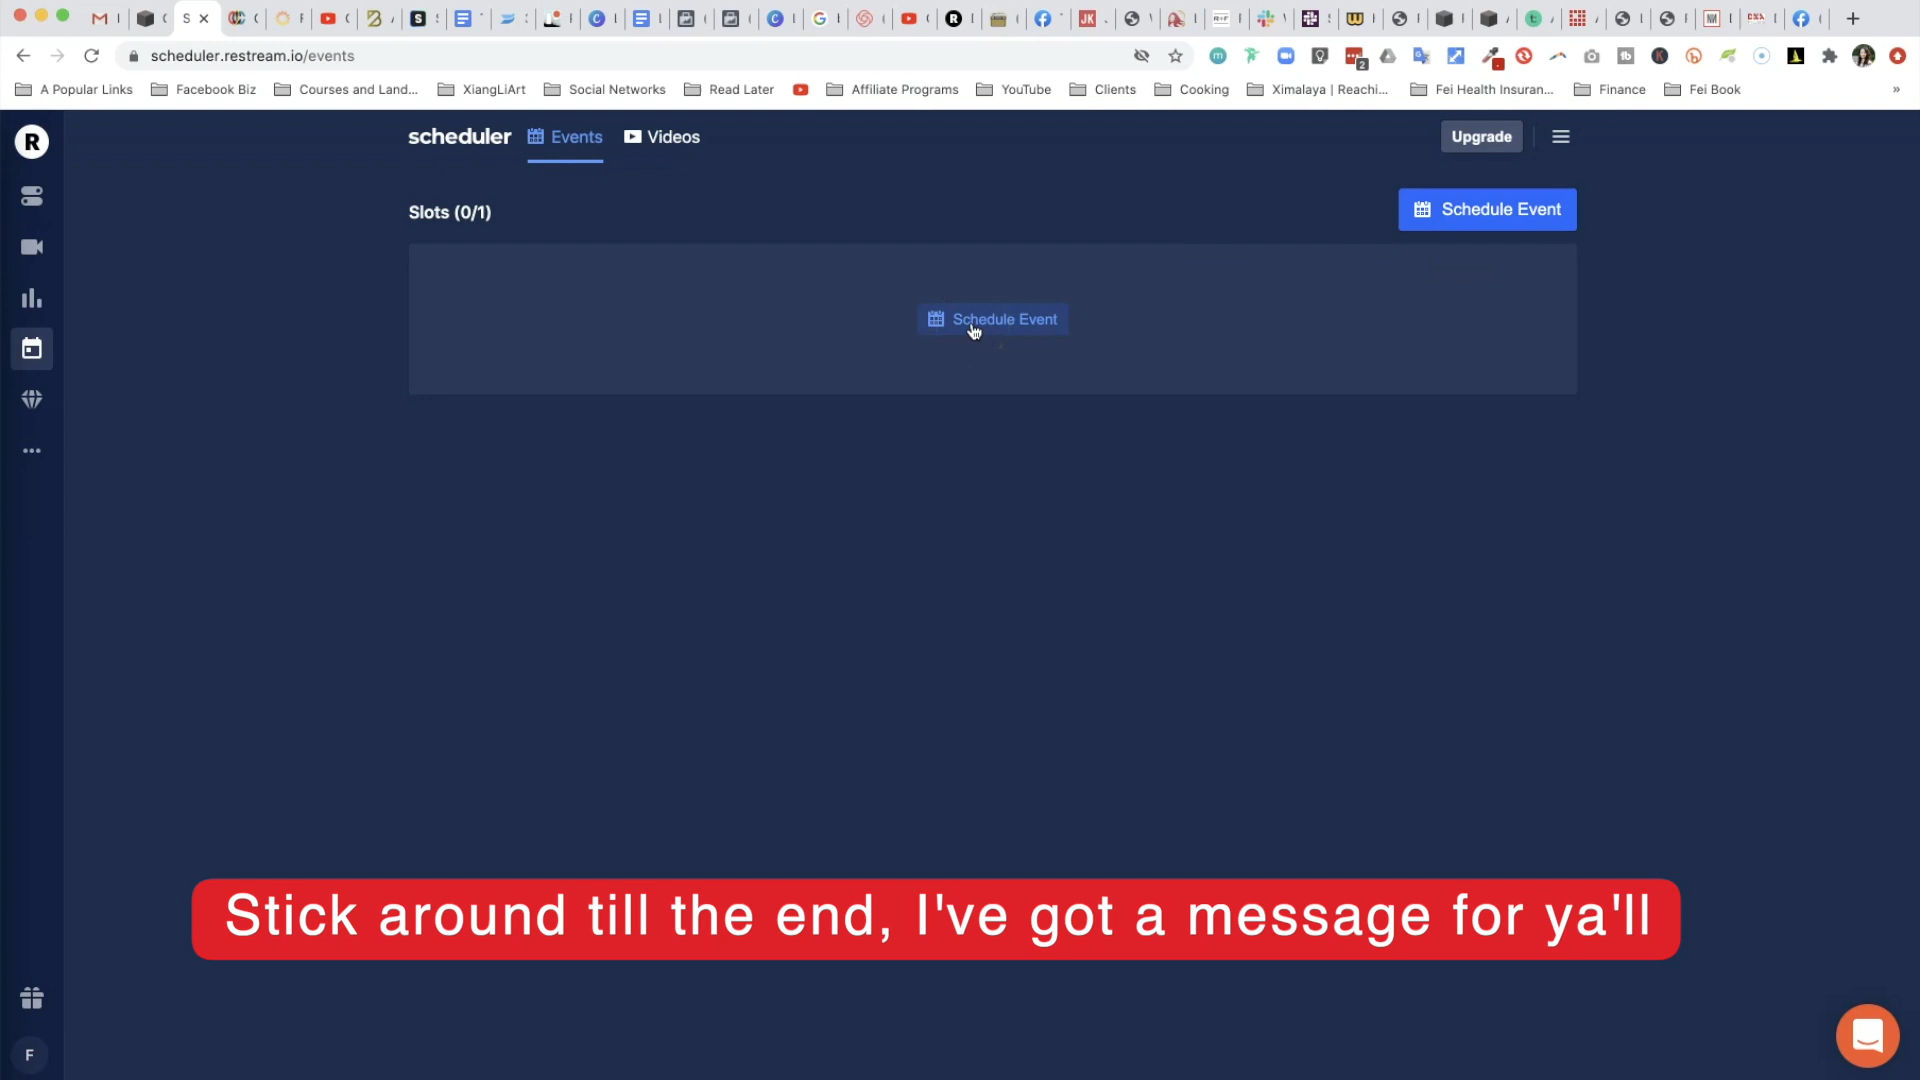 scheduler.restream.io/events
2
A Popular Links
Facebook Biz
Courses and Land...
XiangLiArt
Social Networks
Read Later
Affiliate Programs
YouTube
Clients
Cooking
Ximalaya | Reachi...
Fei Health Insuran...
Finance
Fei Book
»
R
scheduler
Events
Videos
Upgrade
Slots (0/1)
Schedule Event
Schedule Event
Stick around till the end, I've got a message for ya'll
F